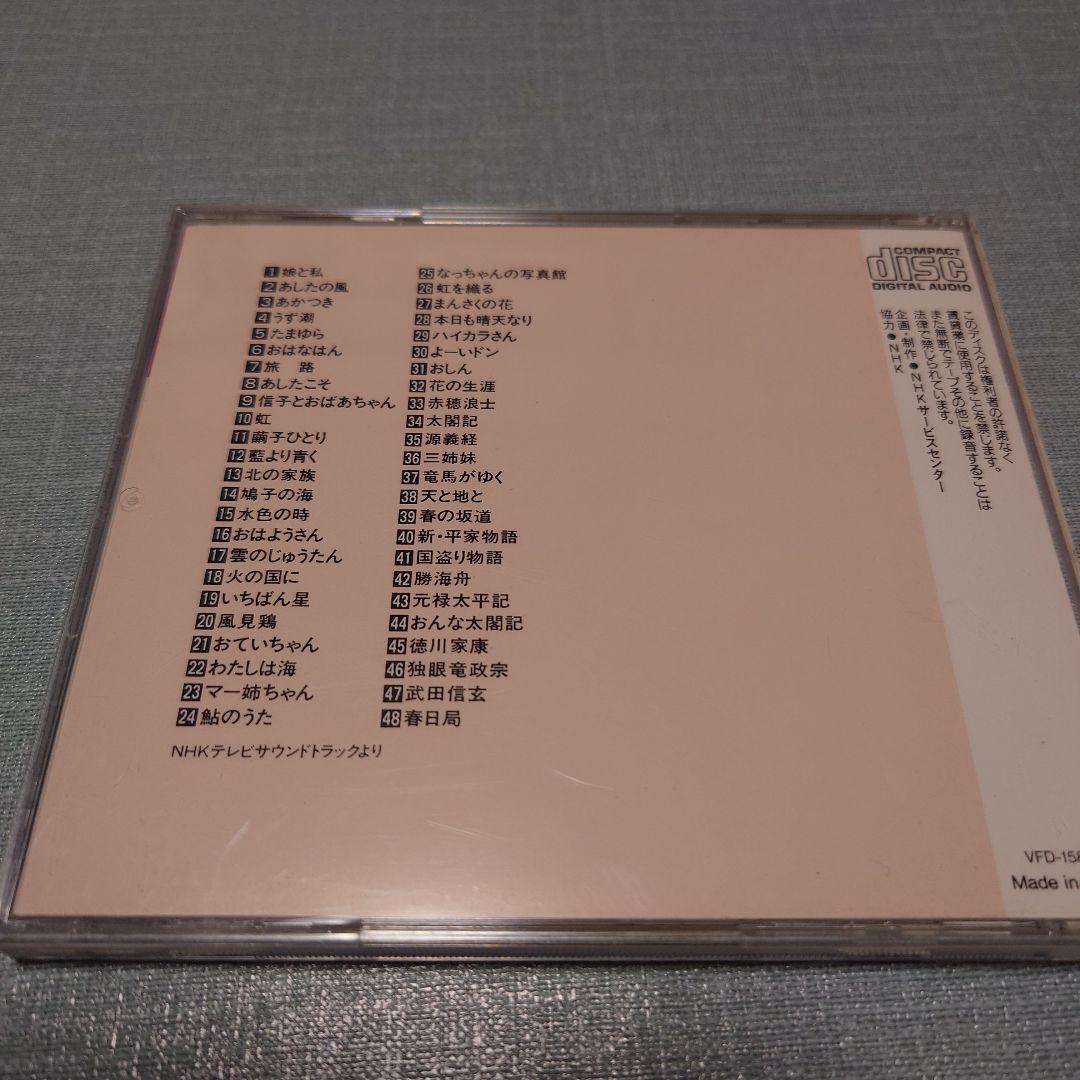 1 娘と私
2 あしたの風
3 あかつき
4 うず潮
5 たまゆら
6 おはなはん
7 旅 路
8 あしたこそ
9 信子とおばあちゃん
10 虹
11 繭子ひとり
12 藍より青く
13 北の家族
14 鳩子の海
15 水色の時
16 おはようさん
17 雲のじゅうたん
18 火の国に
19 いちばん星
20 風見鶏
21 おていちゃん
22 わたしは海
23 マー姉ちゃん
24 鮎のうた
25 なっちゃんの写真館
26 虹を織る
27 まんさくの花
28 本日も晴天なり
29 ハイカラさん
30 よーいドン
31 おしん
32 花の生涯
33 赤穂浪士
34 太閤記
35 源義経
36 三姉妹
37 竜馬がゆく
38 天と地と
39 春の坂道
40 新・平家物語
41 国盗り物語
42 勝海舟
43 元禄太平記
44 おんな太閤記
45 徳川家康
46 独眼竜政宗
47 武田信玄
48 春日局
NHKテレビサウンドトラックより
COMPACT
disc
DIGITAL AUDIO
このディスクは権利者の許諾なく
賃貸業に使用することを禁じます。
また無断でテープその他に録音することは
法律で禁じられています。
企画・制作●NHKサービスセンター
協力●NHK
VFD-158
Made in